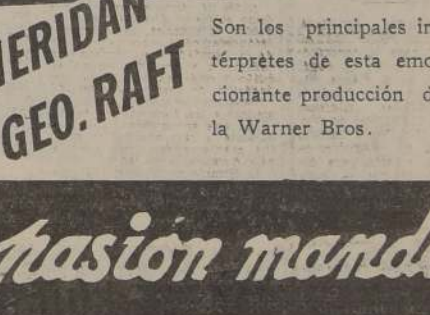 ERIDAN
GEO. RAFT
Son los principales in
térpretes de esta emo
cionante producción d
la Warner Bros.
pasión mand